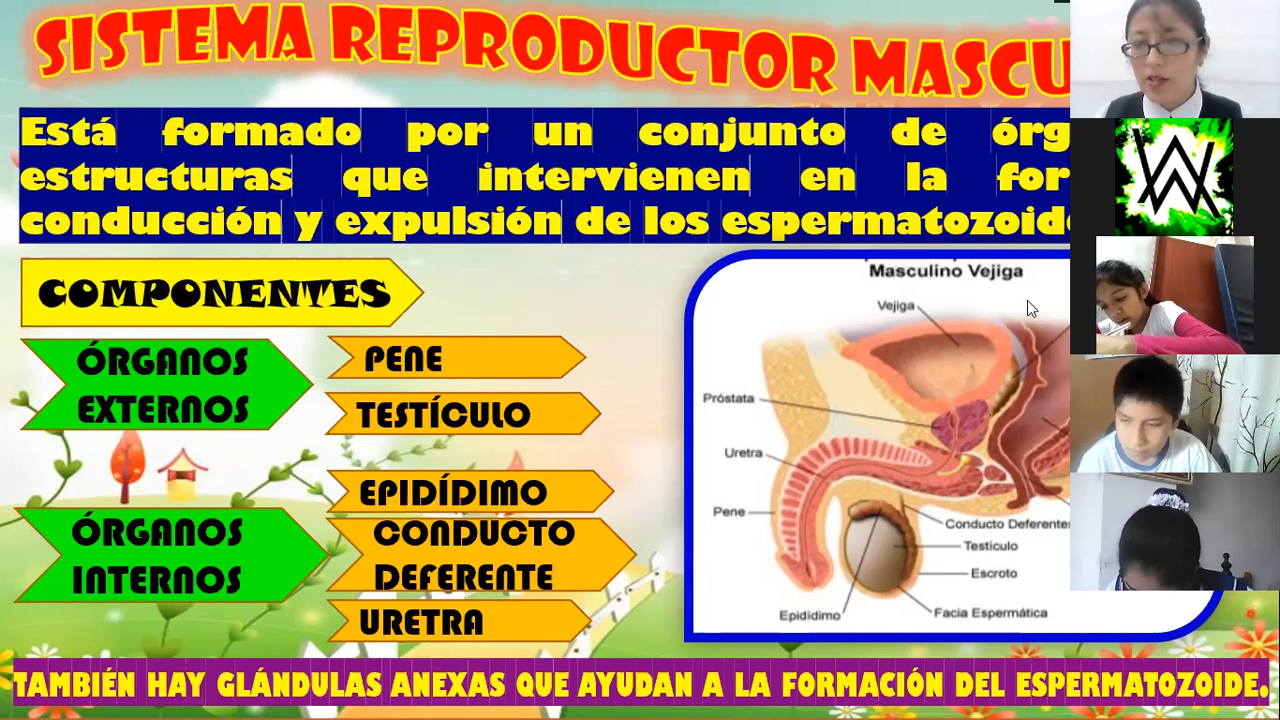 SISTEMA REPRODUCTOR MASCU
Está formado por un conjunto de órg
estructuras que intervienen en la for
conducción y expulsión de los espermatozoid
COMPONENTES
ÓRGANOS
EXTERNOS
PENE
TESTÍCULO
ÓRGANOS
INTERNOS
EPIDÍDIMO
CONDUCTO
DEFERENTE
URETRA
Masculino Vejiga
Vejiga
Próstata
Uretra
Pene
Conducto Deferente
Testículo
Escroto
Epidídimo
Facia Espermática
TAMBIÉN HAY GLÁNDULAS ANEXAS QUE AYUDAN A LA FORMACIÓN DEL ESPERMATOZOIDE.